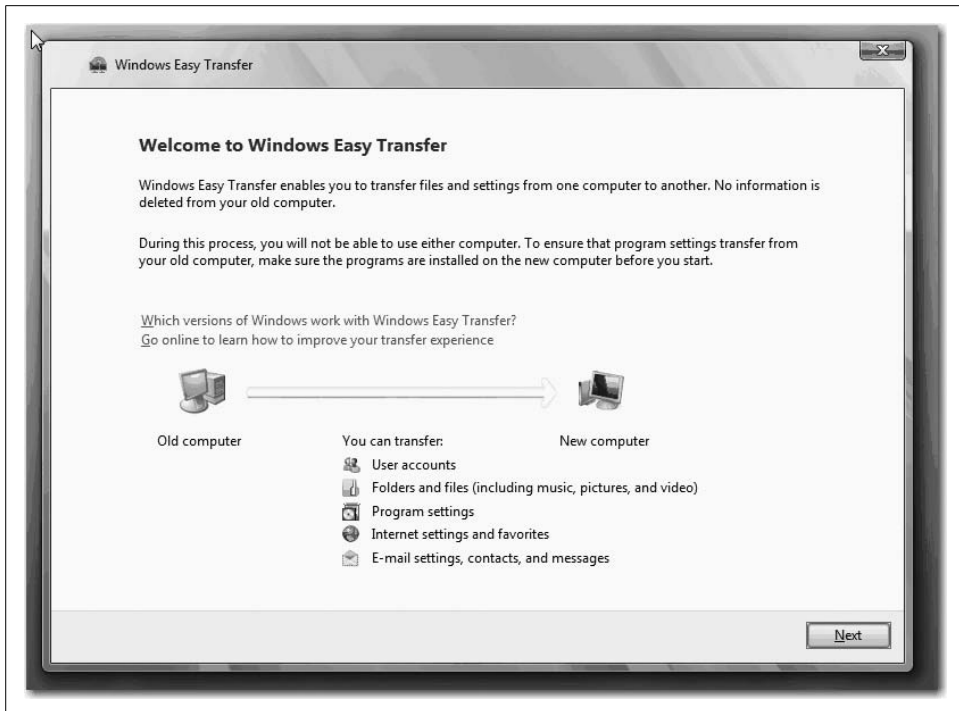 Windows Easy Transfer
Welcome to Windows Easy Transfer
Windows Easy Transfer enables you to transfer files and settings from one computer to another. No information is
deleted from your old computer.
During this process, you will not be able to use either computer. To ensure that program settings transfer from
your old computer, make sure the programs are installed on the new computer before you start.
Which versions of Windows work with Windows Easy Transfer?
Go online to learn how to improve your transfer experience
Old computer
You can transfer:
New computer
User accounts
Folders and files (including music, pictures, and video)
Program settings
Internet settings and favorites
E-mail settings, contacts, and messages
Next